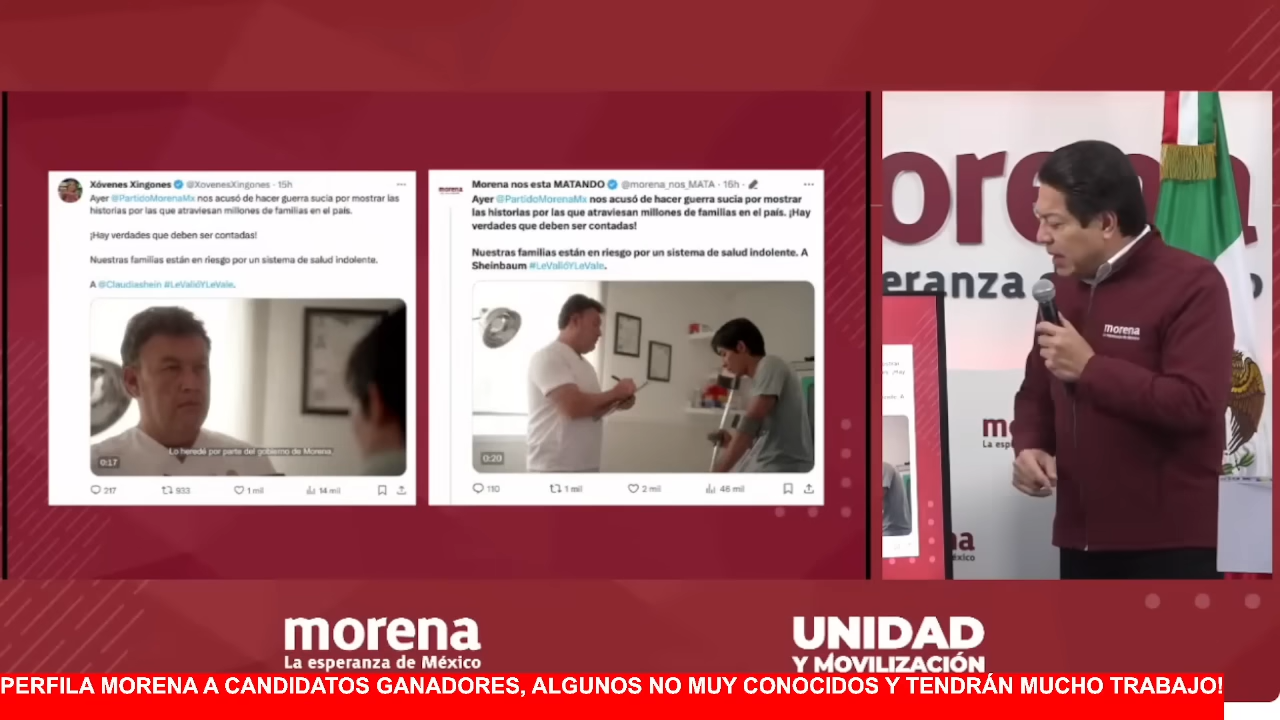 Xóvenes Xingones @XovenesXingones · 15h
Ayer @PartidoMorenaMx nos acusó de hacer guerra sucia por mostrar las
historias por las que atraviesan millones de familias en el país.
¡Hay verdades que deben ser contadas!
Nuestras familias están en riesgo por un sistema de salud indolente.
A @Claudiashein #LeValióYLeVale.
Lo heredé por parte del gobierno de Morena,
0:17
217 933 1 mil 14 mil
morena
Morena nos esta MATANDO @morena_nos_MATA · 16h ·
Ayer @PartidoMorenaMx nos acusó de hacer guerra sucia por mostrar
las historias por las que atraviesan millones de familias en el país. ¡Hay
verdades que deben ser contadas!
Nuestras familias están en riesgo por un sistema de salud indolente. A
Sheinbaum #LeValióYLeVale.
0:20
110 1 mil 2 mil 46 mil
morena
morena
La esperanza de México
UNIDAD
Y MOVILIZACIÓN
PERFILA MORENA A CANDIDATOS GANADORES, ALGUNOS NO MUY CONOCIDOS Y TENDRÁN MUCHO TRABAJO!